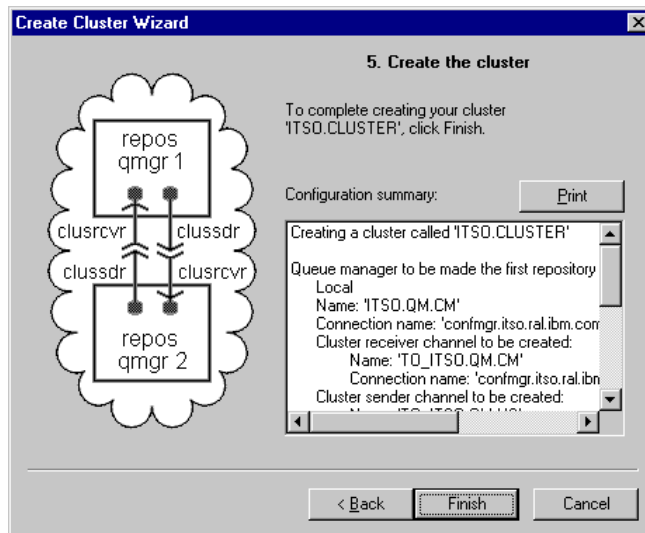 Create Cluster Wizard
5. Create the cluster
To complete creating your cluster
'ITSO.CLUSTER', click Finish.
Configuration summary:
Print
Creating a cluster called 'ITSO.CLUSTER'
Queue manager to be made the first repository
Local
Name: 'ITSO.QM.CM'
Connection name: 'confmgr.itso.ral.ibm.com
Cluster receiver channel to be created:
Name: 'TO_ITSO.QM.CM'
Connection name: 'confmgr.itso.ral.ibn
Cluster sender channel to be created:
repos
qmgr 1
clusrcvr
clussdr
clussdr
clusrcvr
repos
qmgr 2
< Back
Finish
Cancel